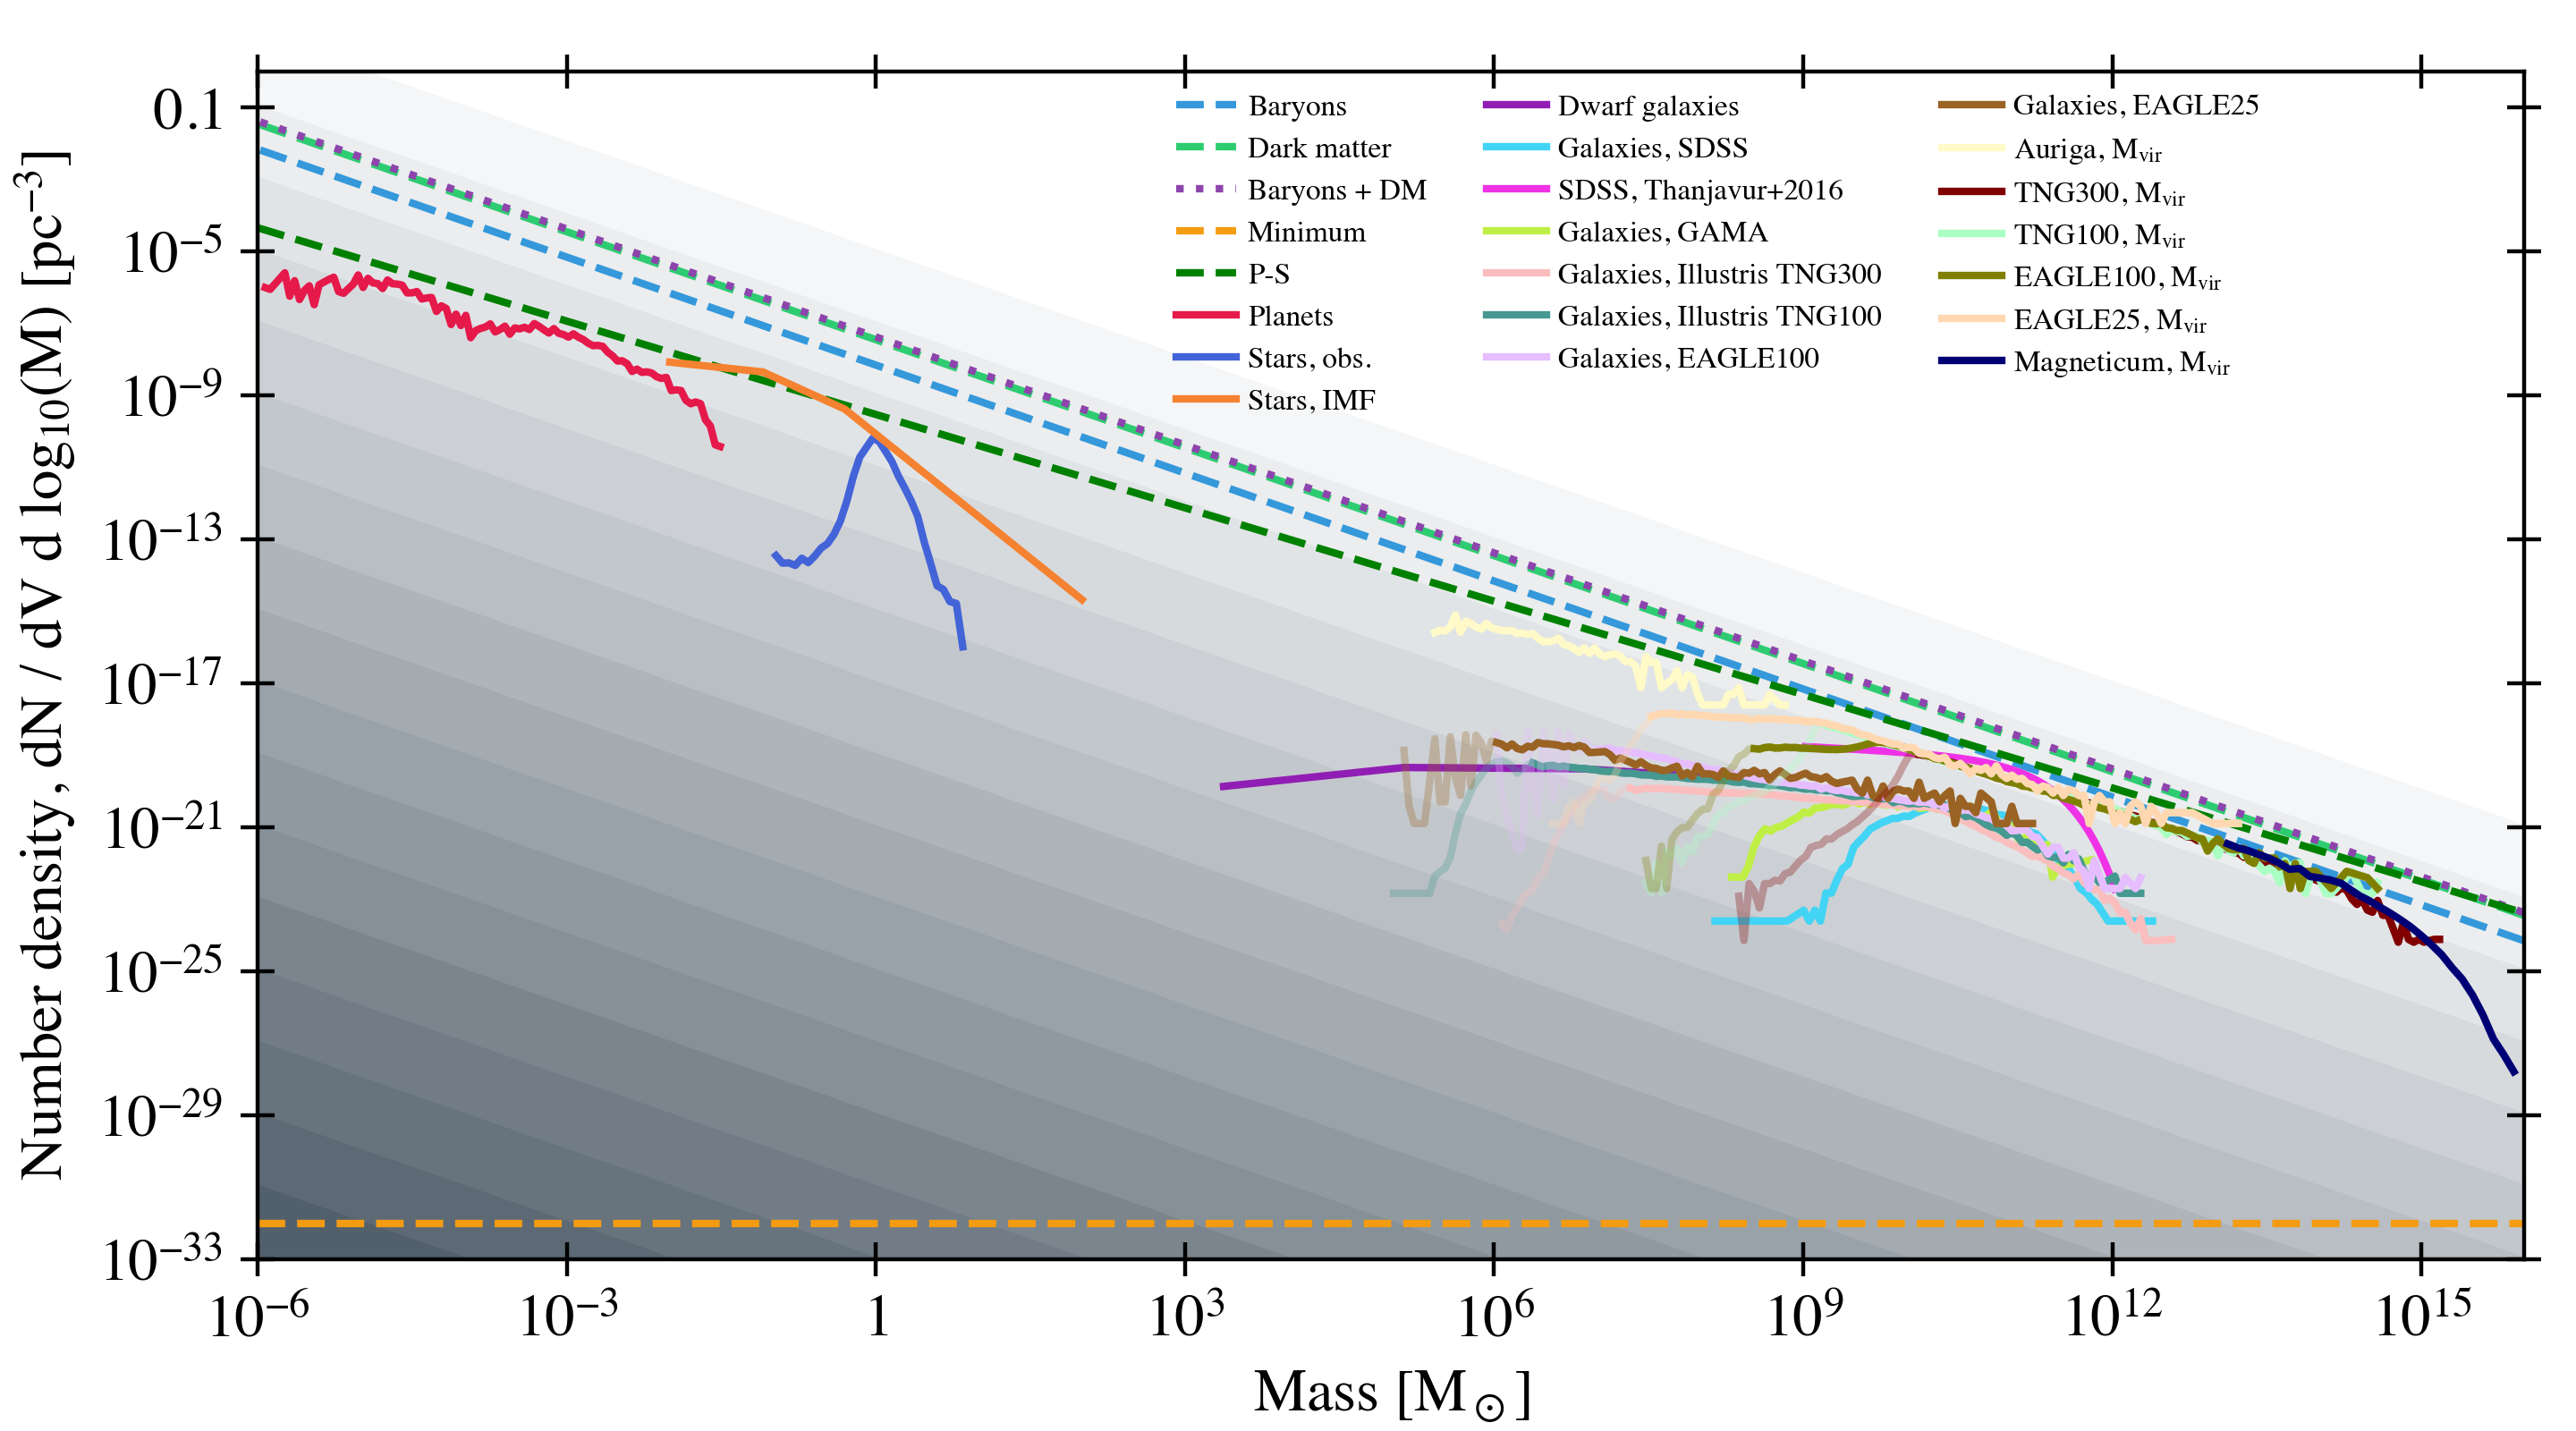 Number density, dN / dV d log₁₀(M) [pc⁻³]
0.1
10⁻⁵
10⁻⁹
10⁻¹³
10⁻¹⁷
10⁻²¹
10⁻²⁵
10⁻²⁹
10⁻³³
Baryons
Dark matter
Baryons + DM
Minimum
P-S
Planets
Stars, obs.
Stars, IMF
Dwarf galaxies
Galaxies, SDSS
SDSS, Thanjavur+2016
Galaxies, GAMA
Galaxies, Illustris TNG300
Galaxies, Illustris TNG100
Galaxies, EAGLE100
Galaxies, EAGLE25
Auriga, Mvir
TNG300, Mvir
TNG100, Mvir
EAGLE100, Mvir
EAGLE25, Mvir
Magneticum, Mvir
10⁻⁶ 10⁻³ 1 10³ 10⁶ 10⁹ 10¹² 10¹⁵
Mass [M⊙]